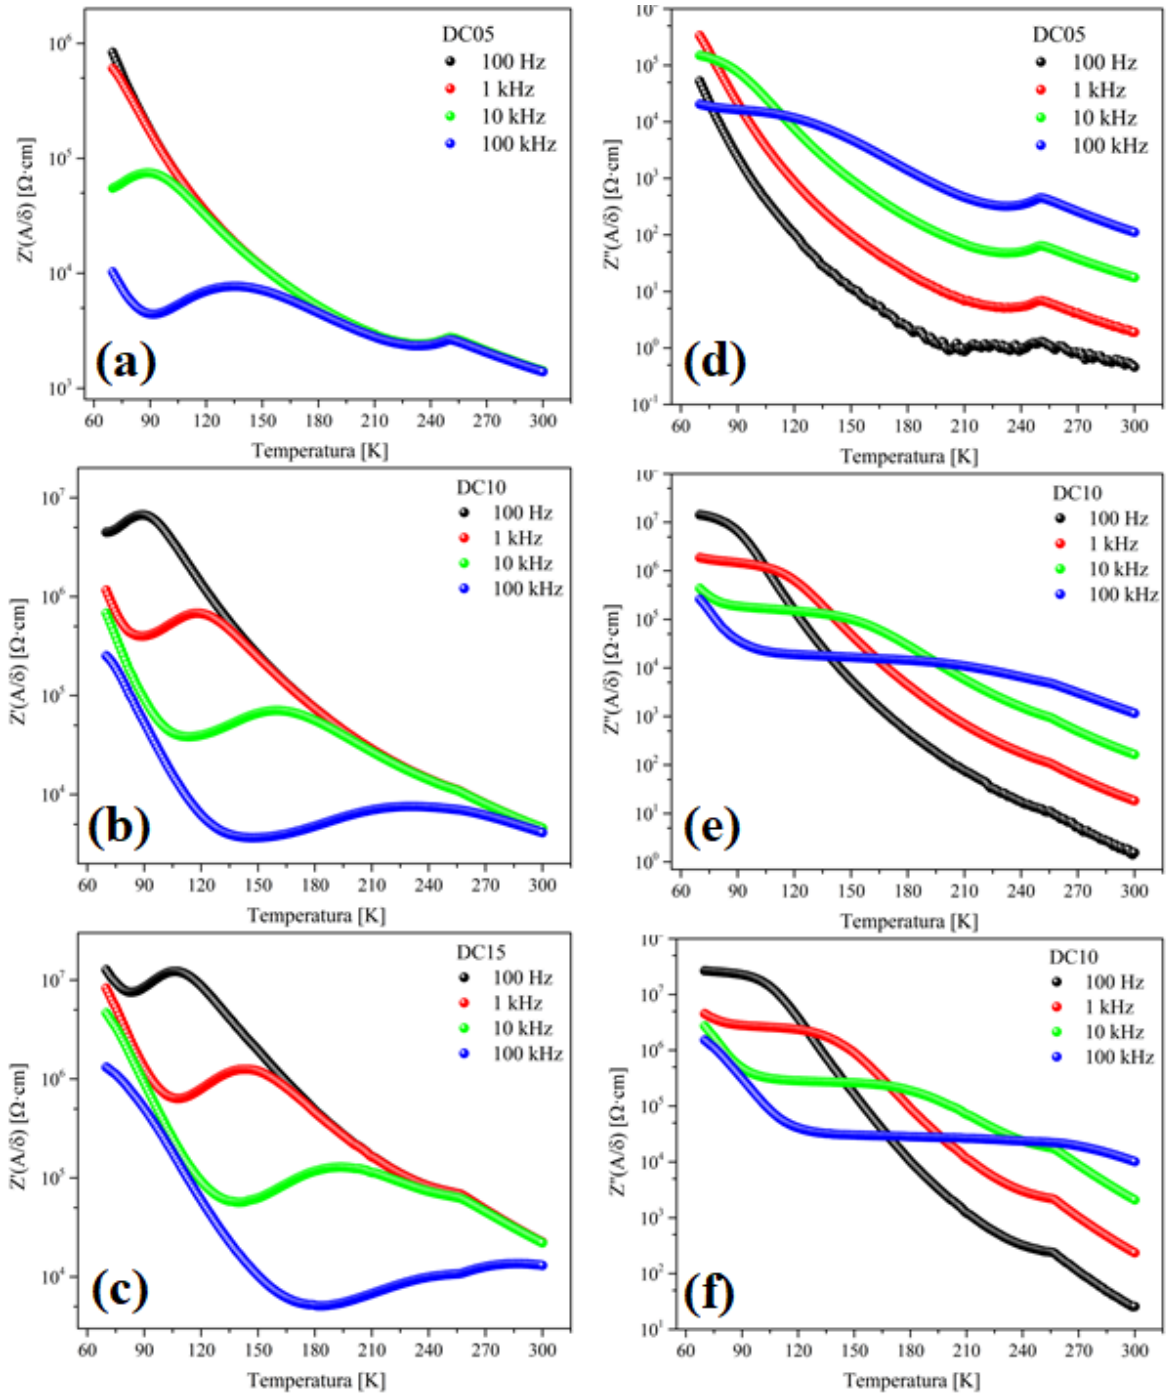 DC05
100 Hz
1 kHz
10 kHz
100 kHz
10⁶
10⁵
10⁴
10³
Z'(A/δ) [Ω·cm]
(a)
60 90 120 150 180 210 240 270 300
Temperatura [K]
DC05
100 Hz
1 kHz
10 kHz
100 kHz
10⁶
10⁵
10⁴
10³
10²
10¹
10⁰
10⁻¹
Z''(A/δ) [Ω·cm]
(d)
60 90 120 150 180 210 240 270 300
Temperatura [K]
DC10
100 Hz
1 kHz
10 kHz
100 kHz
10⁷
10⁶
10⁵
10⁴
Z'(A/δ) [Ω·cm]
(b)
60 90 120 150 180 210 240 270 300
Temperatura [K]
DC10
100 Hz
1 kHz
10 kHz
100 kHz
10⁸
10⁷
10⁶
10⁵
10⁴
10³
10²
10¹
10⁰
Z''(A/δ) [Ω·cm]
(e)
60 90 120 150 180 210 240 270 300
Temperatura [K]
DC15
100 Hz
1 kHz
10 kHz
100 kHz
10⁷
10⁶
10⁵
10⁴
Z'(A/δ) [Ω·cm]
(c)
60 90 120 150 180 210 240 270 300
Temperatura [K]
DC10
100 Hz
1 kHz
10 kHz
100 kHz
10⁸
10⁷
10⁶
10⁵
10⁴
10³
10²
10¹
Z''(A/δ) [Ω·cm]
(f)
60 90 120 150 180 210 240 270 300
Temperatura [K]